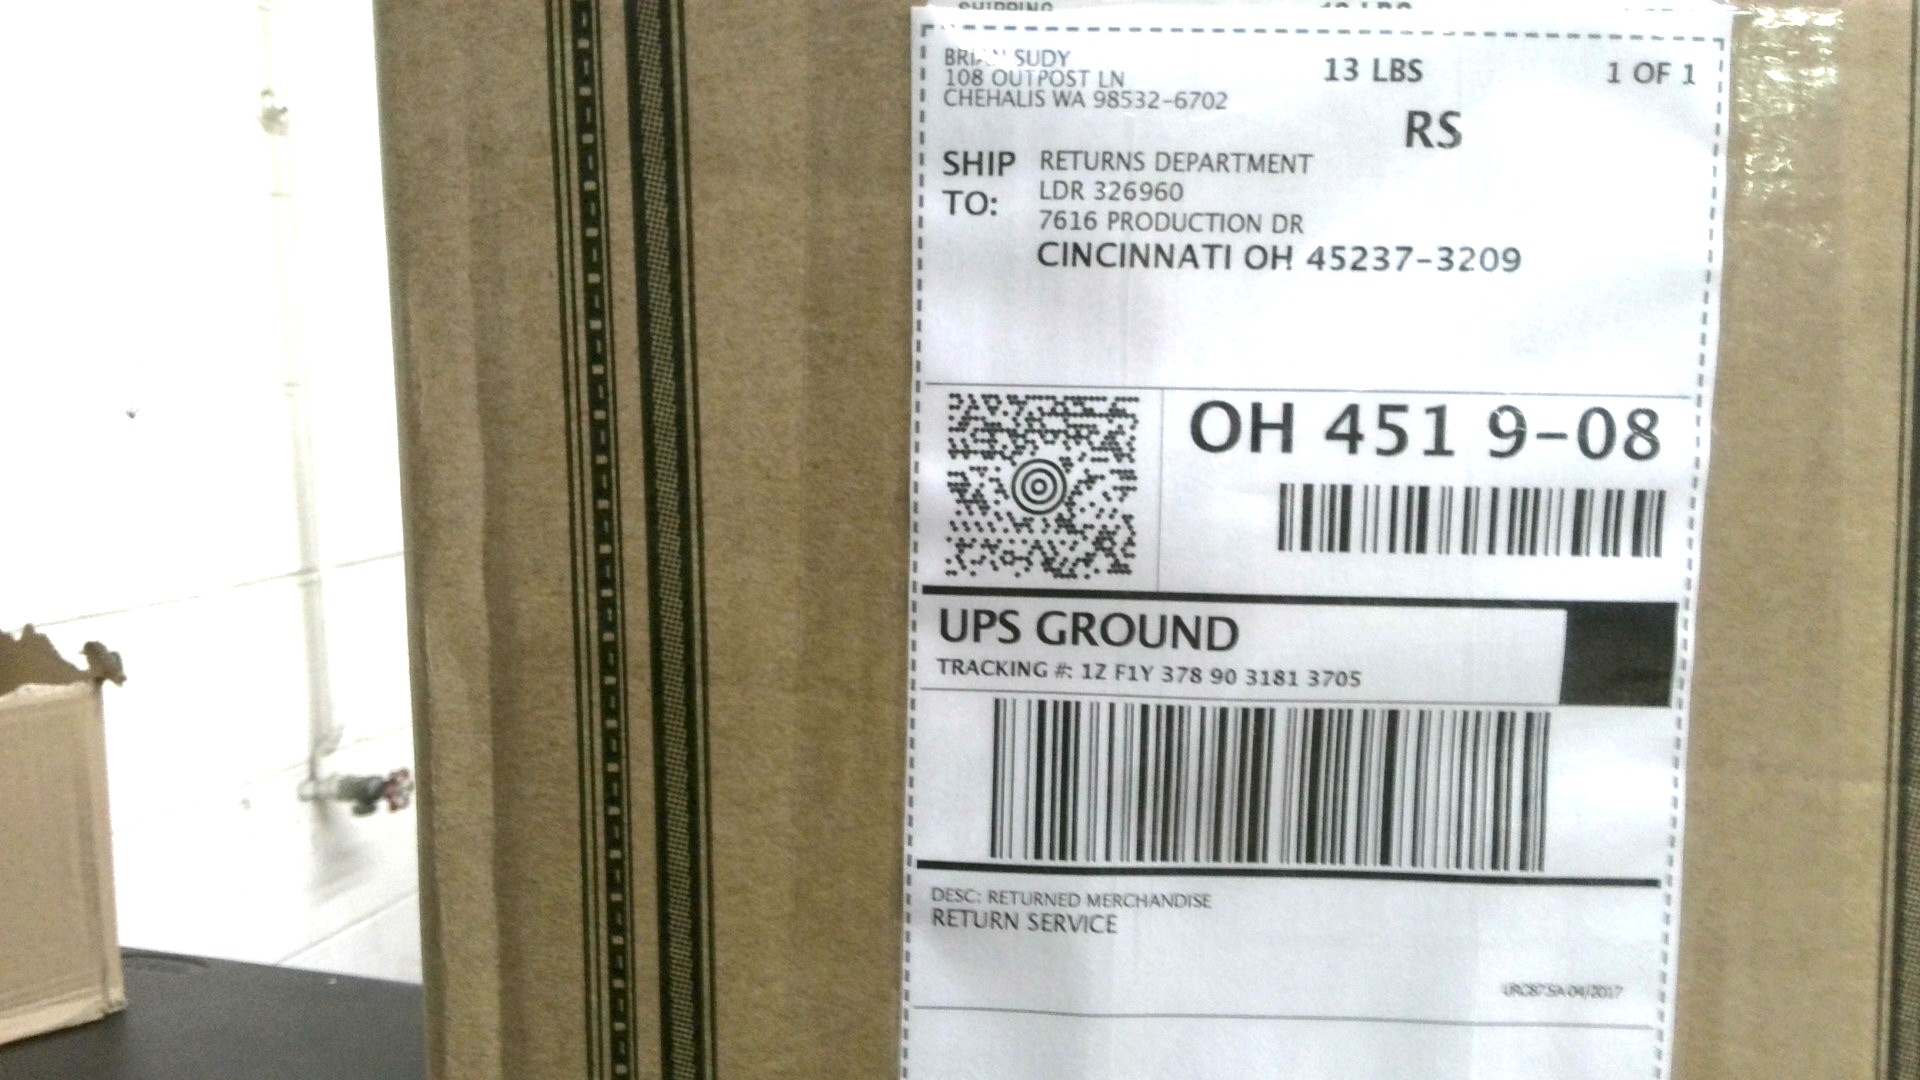 SHIPPING
BRIAN SUDY
108 OUTPOST LN
CHEHALIS WA 98532-6702
13 LBS
1 OF 1
RS
SHIP TO:
RETURNS DEPARTMENT
LDR 326960
7616 PRODUCTION DR
CINCINNATI OH 45237-3209
OH 451 9-08
UPS GROUND
TRACKING #: 1Z F1Y 378 90 3181 3705
DESC: RETURNED MERCHANDISE
RETURN SERVICE